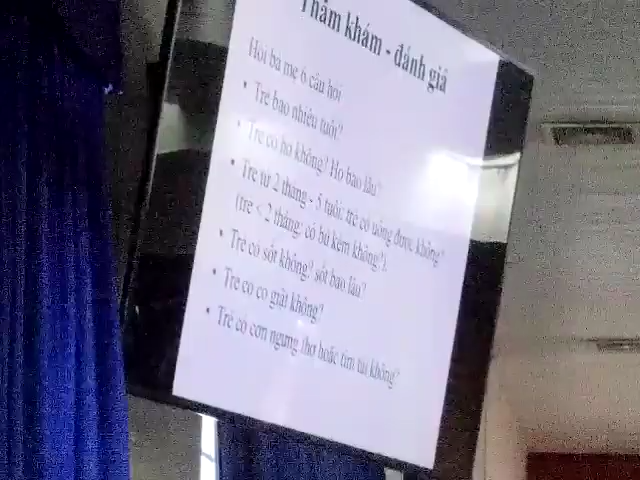 Thăm khám - đánh giá
Hỏi bà mẹ 6 câu hỏi
• Trẻ bao nhiêu tuổi?
• Trẻ có ho không? Ho bao lâu?
• Trẻ từ 2 tháng - 5 tuổi: trẻ có uống được không?
(trẻ < 2 tháng: có bú kém không?).
• Trẻ có sốt không? sốt bao lâu?
• Trẻ có co giật không?
• Trẻ có cơn ngưng thở hoặc tím tái không?